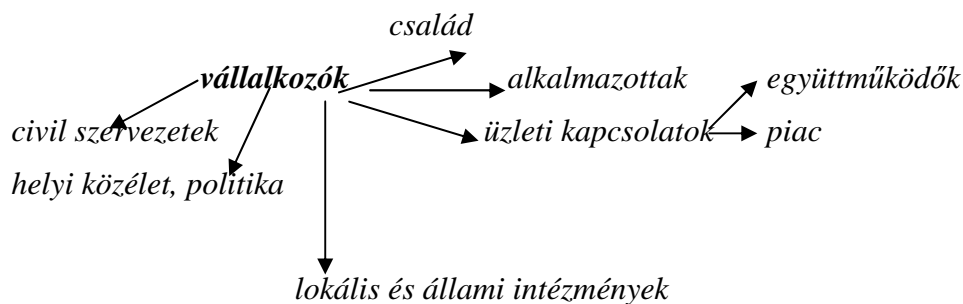 család
vállalkozók alkalmazottak együttműködők
civil szervezetek üzleti kapcsolatok piac
helyi közélet, politika
lokális és állami intézmények